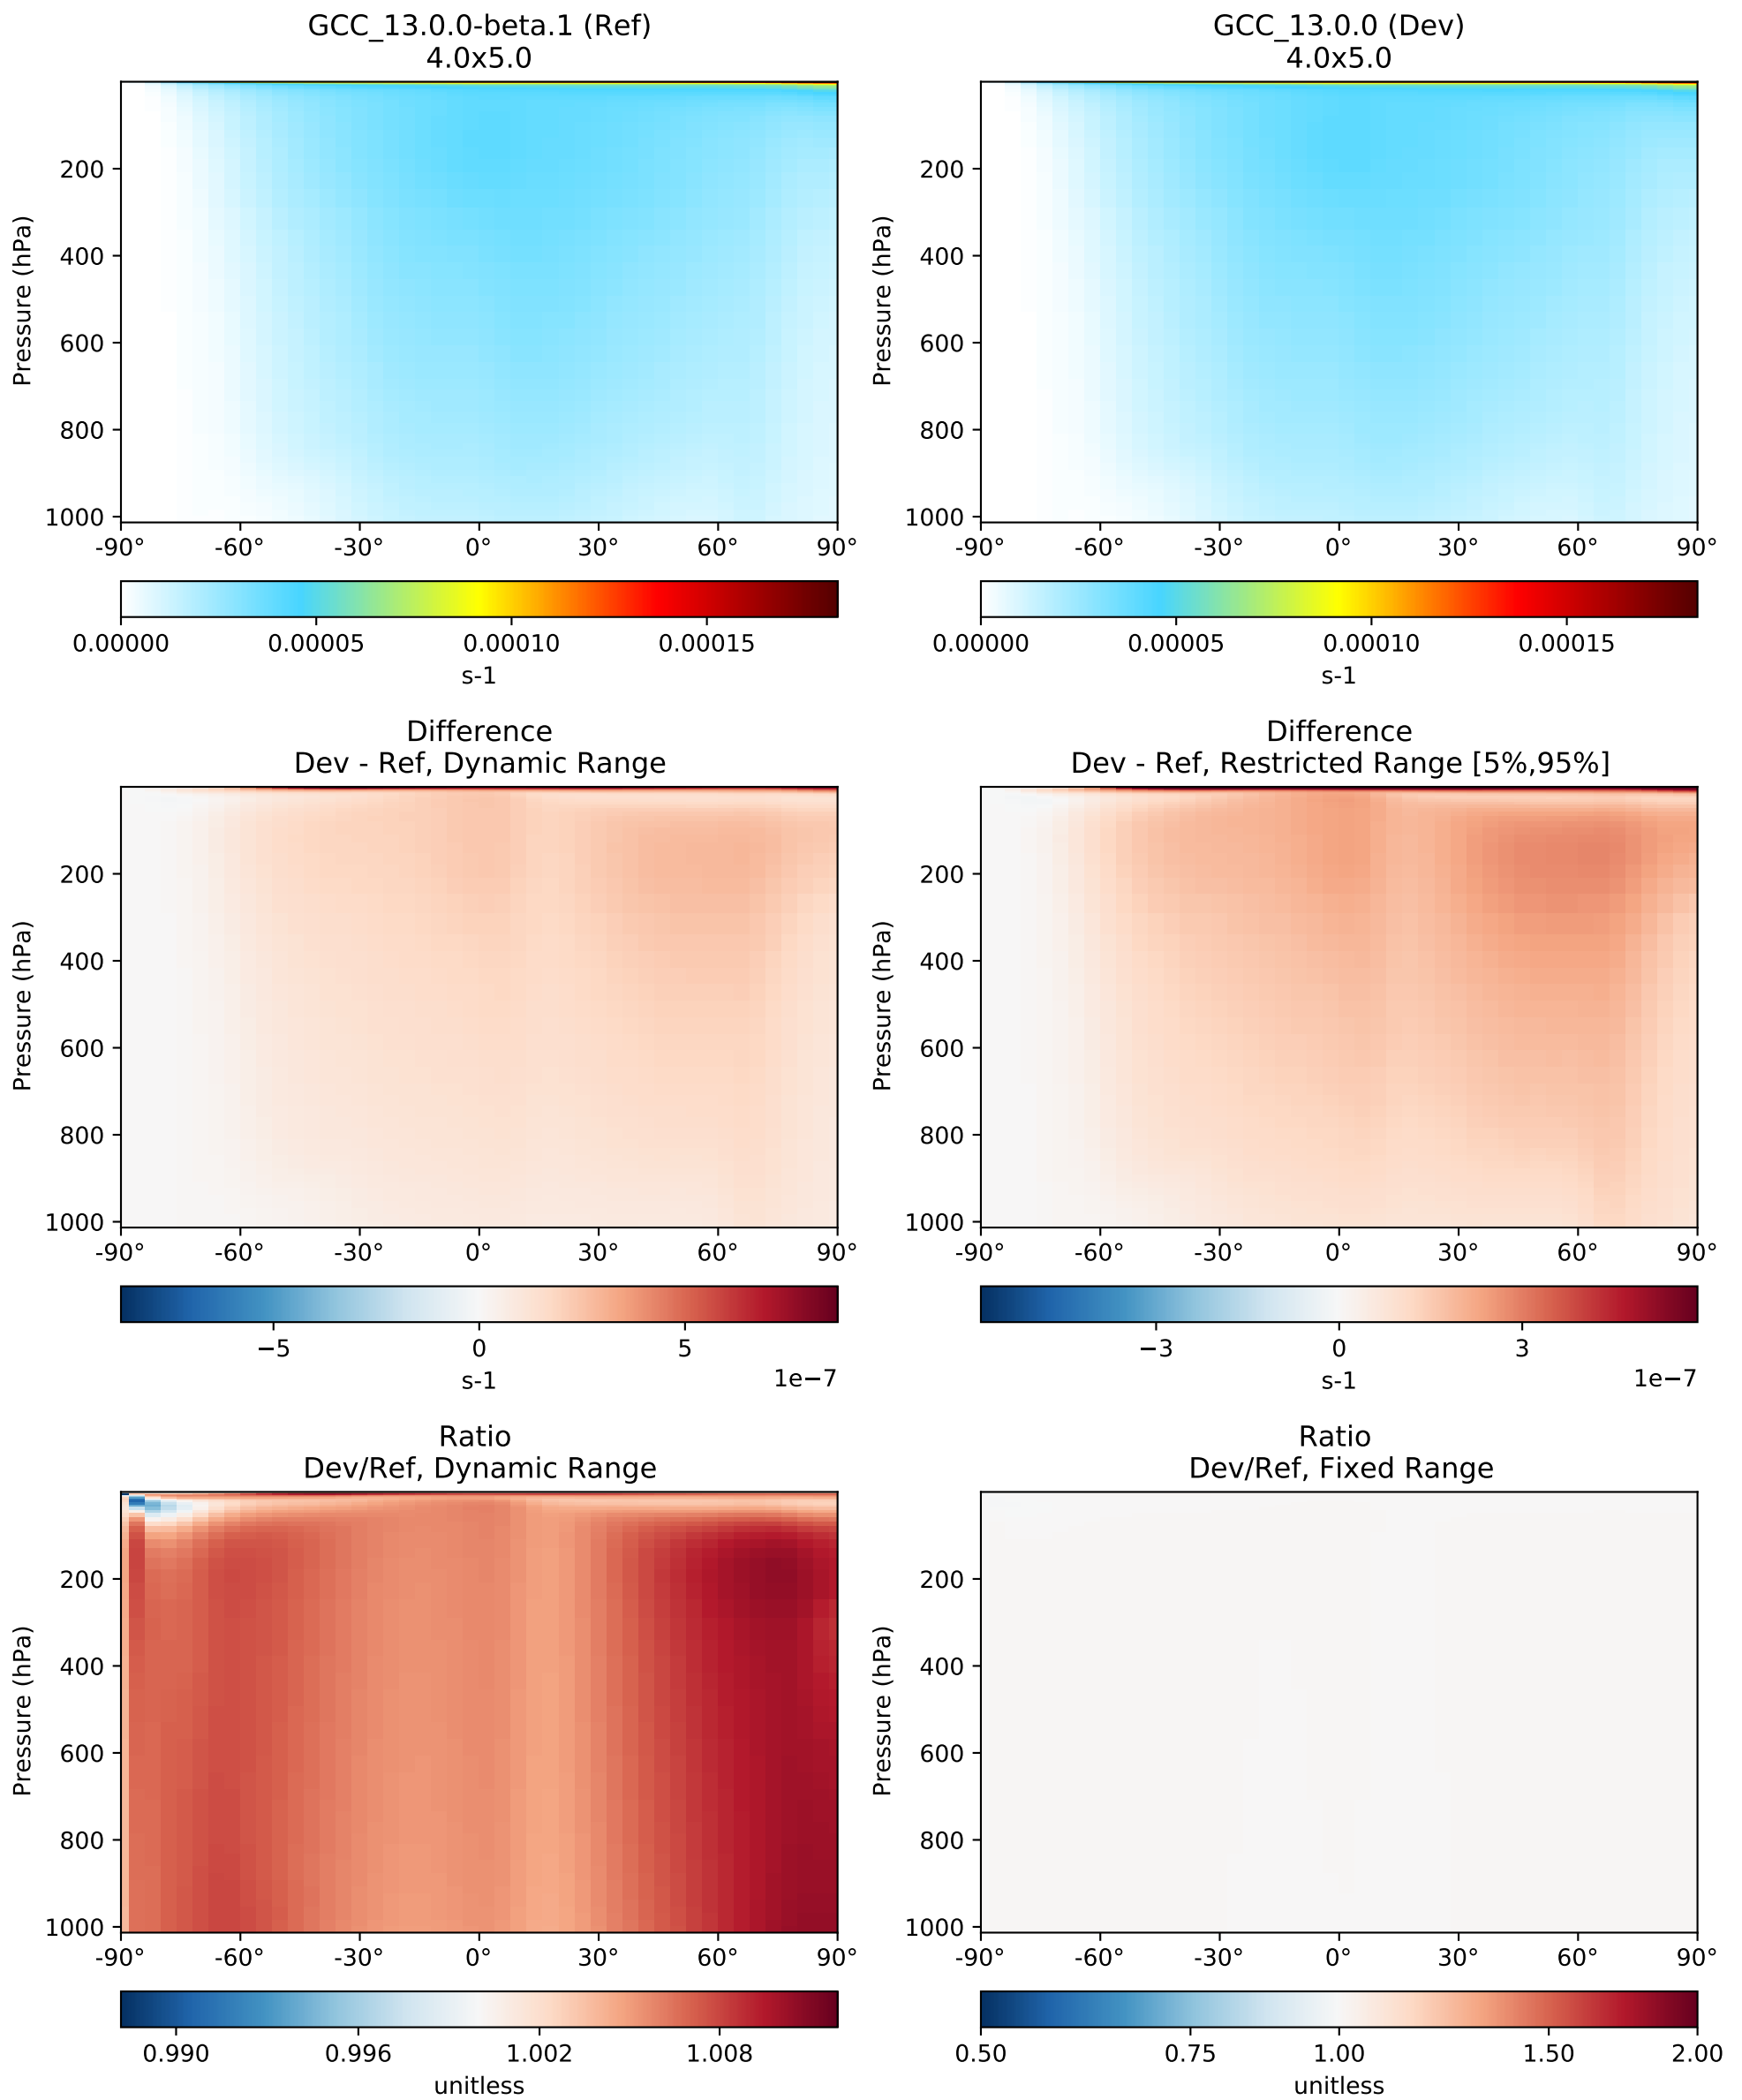 GCC_13.0.0-beta.1 (Ref)
4.0x5.0
Pressure (hPa)
200
400
600
800
1000
-90° -60° -30° 0° 30° 60° 90°
0.00000 0.00005 0.00010 0.00015
s-1
GCC_13.0.0 (Dev)
4.0x5.0
Pressure (hPa)
200
400
600
800
1000
-90° -60° -30° 0° 30° 60° 90°
0.00000 0.00005 0.00010 0.00015
s-1
Difference
Dev - Ref, Dynamic Range
Pressure (hPa)
200
400
600
800
1000
-90° -60° -30° 0° 30° 60° 90°
−5 0 5
s-1 1e−7
Difference
Dev - Ref, Restricted Range [5%,95%]
Pressure (hPa)
200
400
600
800
1000
-90° -60° -30° 0° 30° 60° 90°
−3 0 3
s-1 1e−7
Ratio
Dev/Ref, Dynamic Range
Pressure (hPa)
200
400
600
800
1000
-90° -60° -30° 0° 30° 60° 90°
0.990 0.996 1.002 1.008
unitless
Ratio
Dev/Ref, Fixed Range
Pressure (hPa)
200
400
600
800
1000
-90° -60° -30° 0° 30° 60° 90°
0.50 0.75 1.00 1.50 2.00
unitless